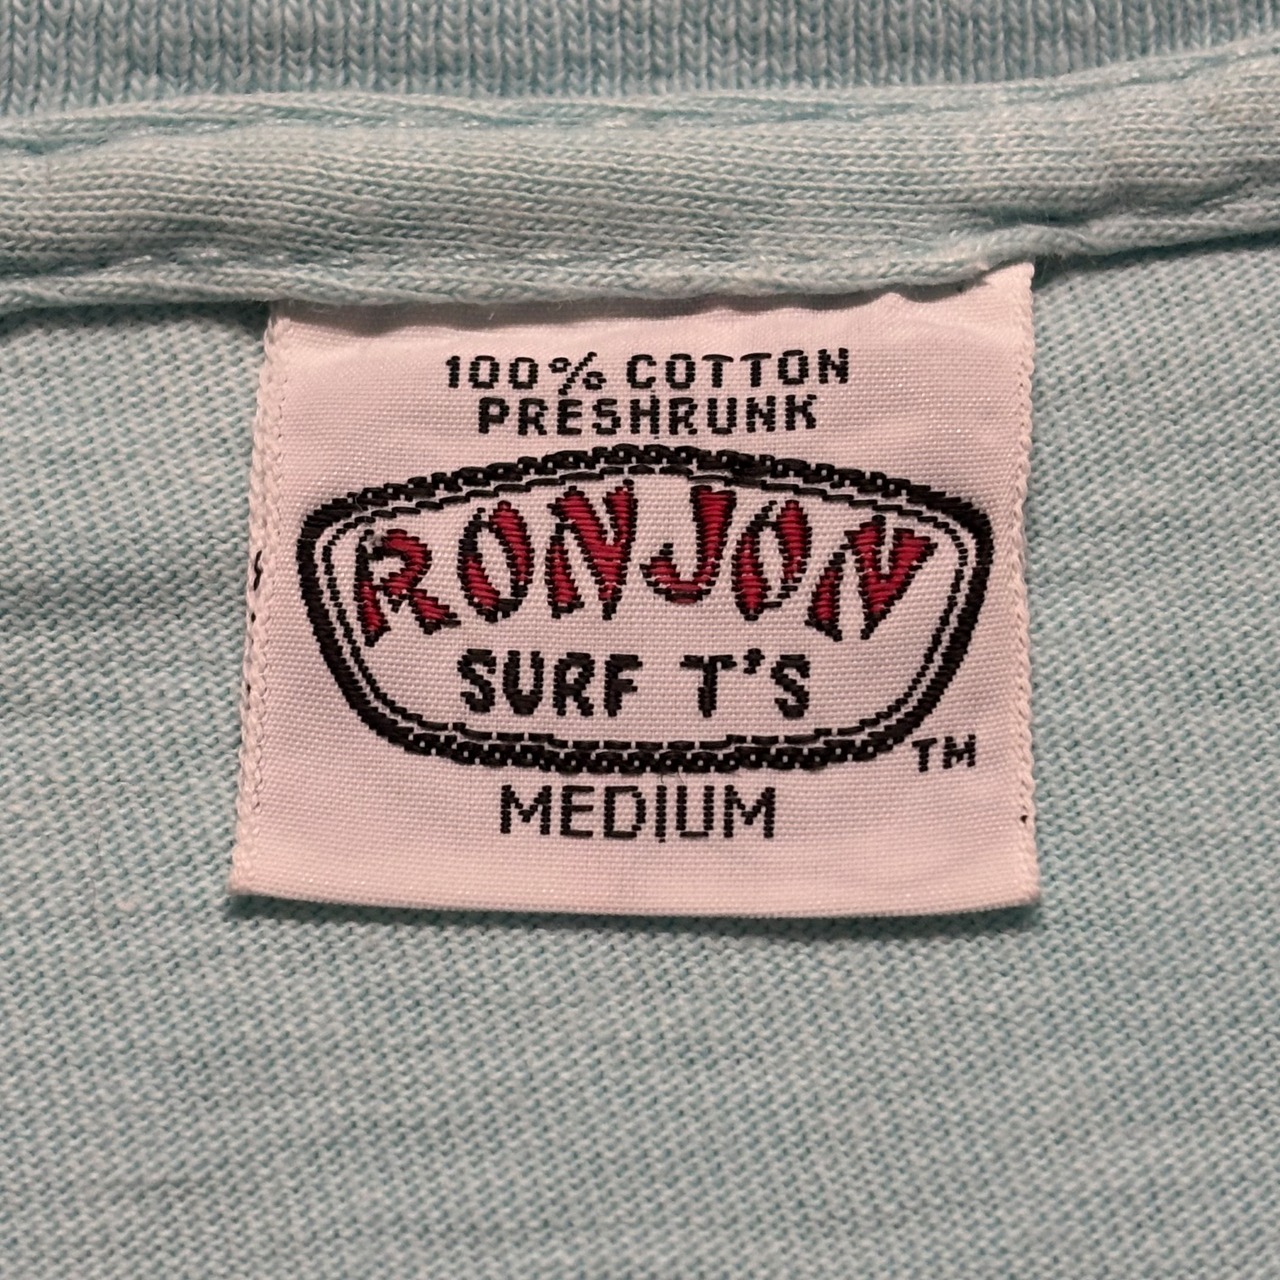 100% COTTON
PRESHRUNK
RON JON
SURF T'S
TM
MEDIUM